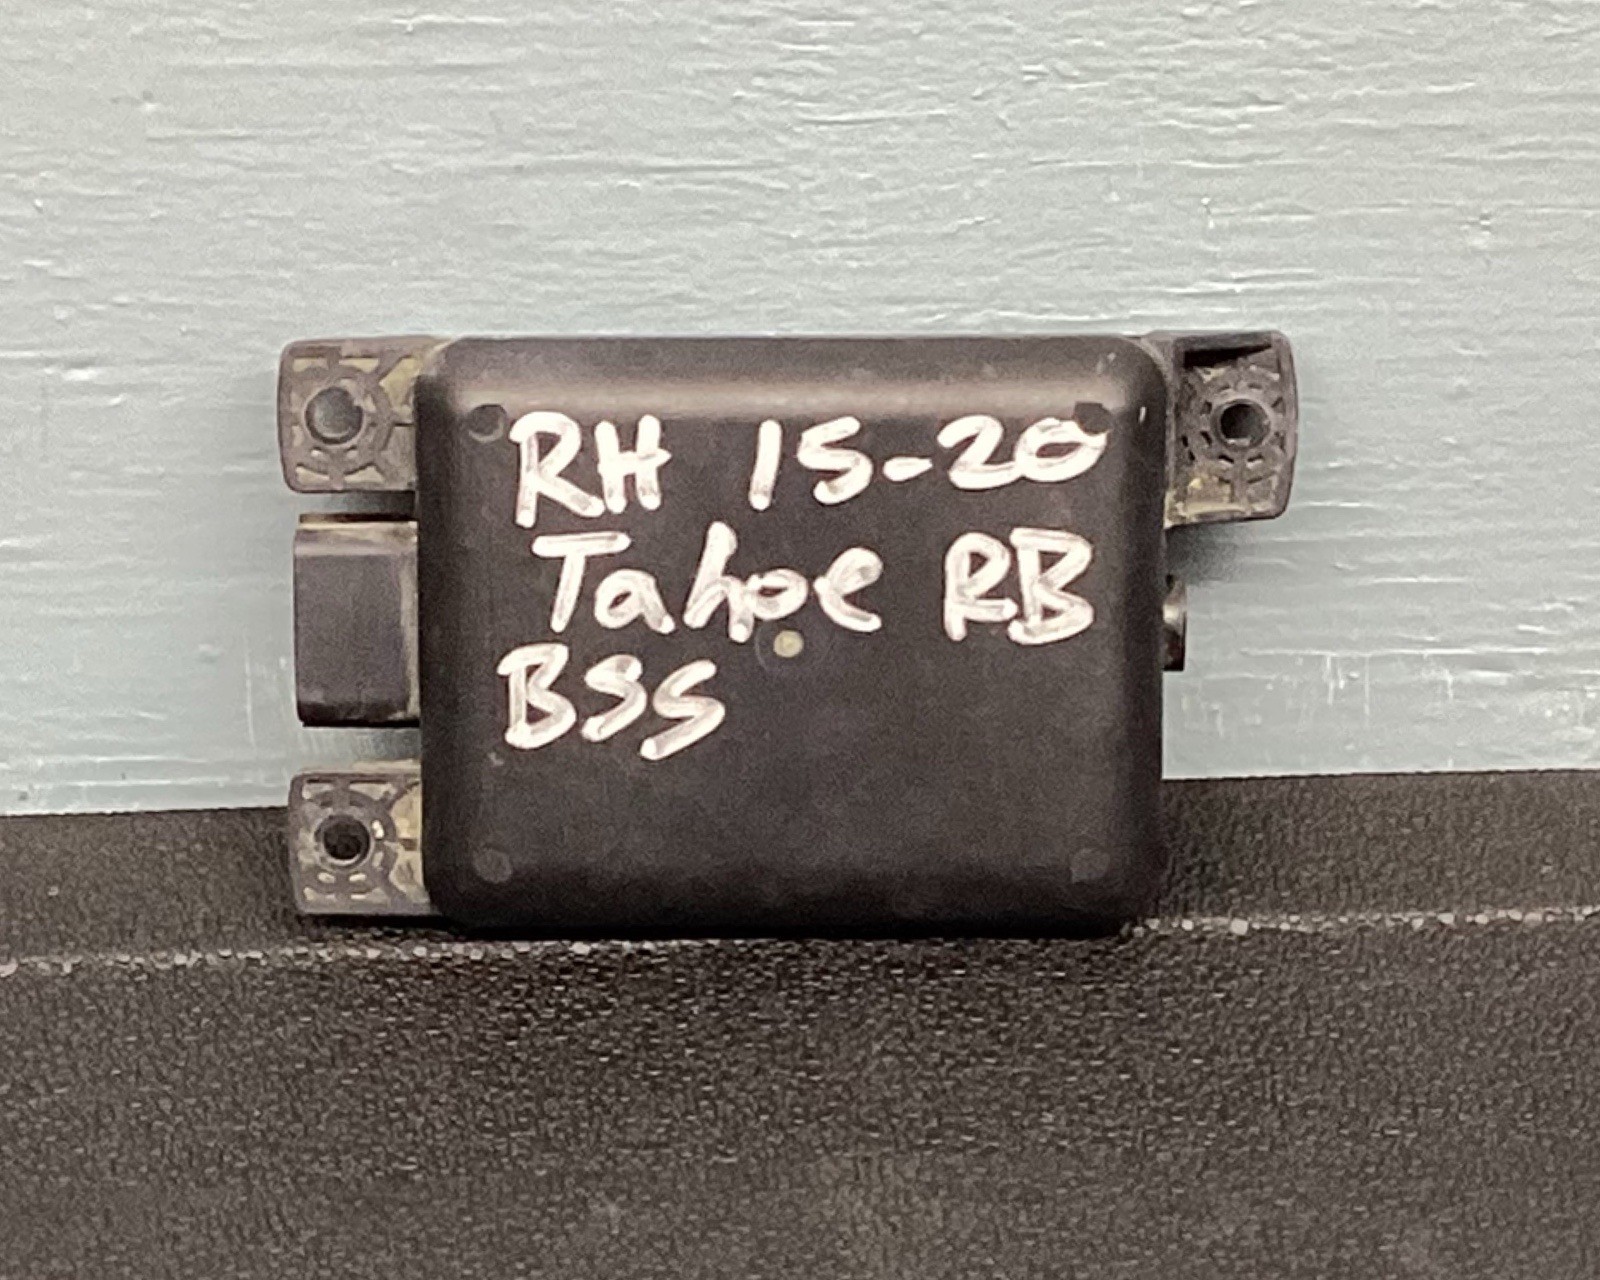 RH 15-20
Tahoe RB
BSS